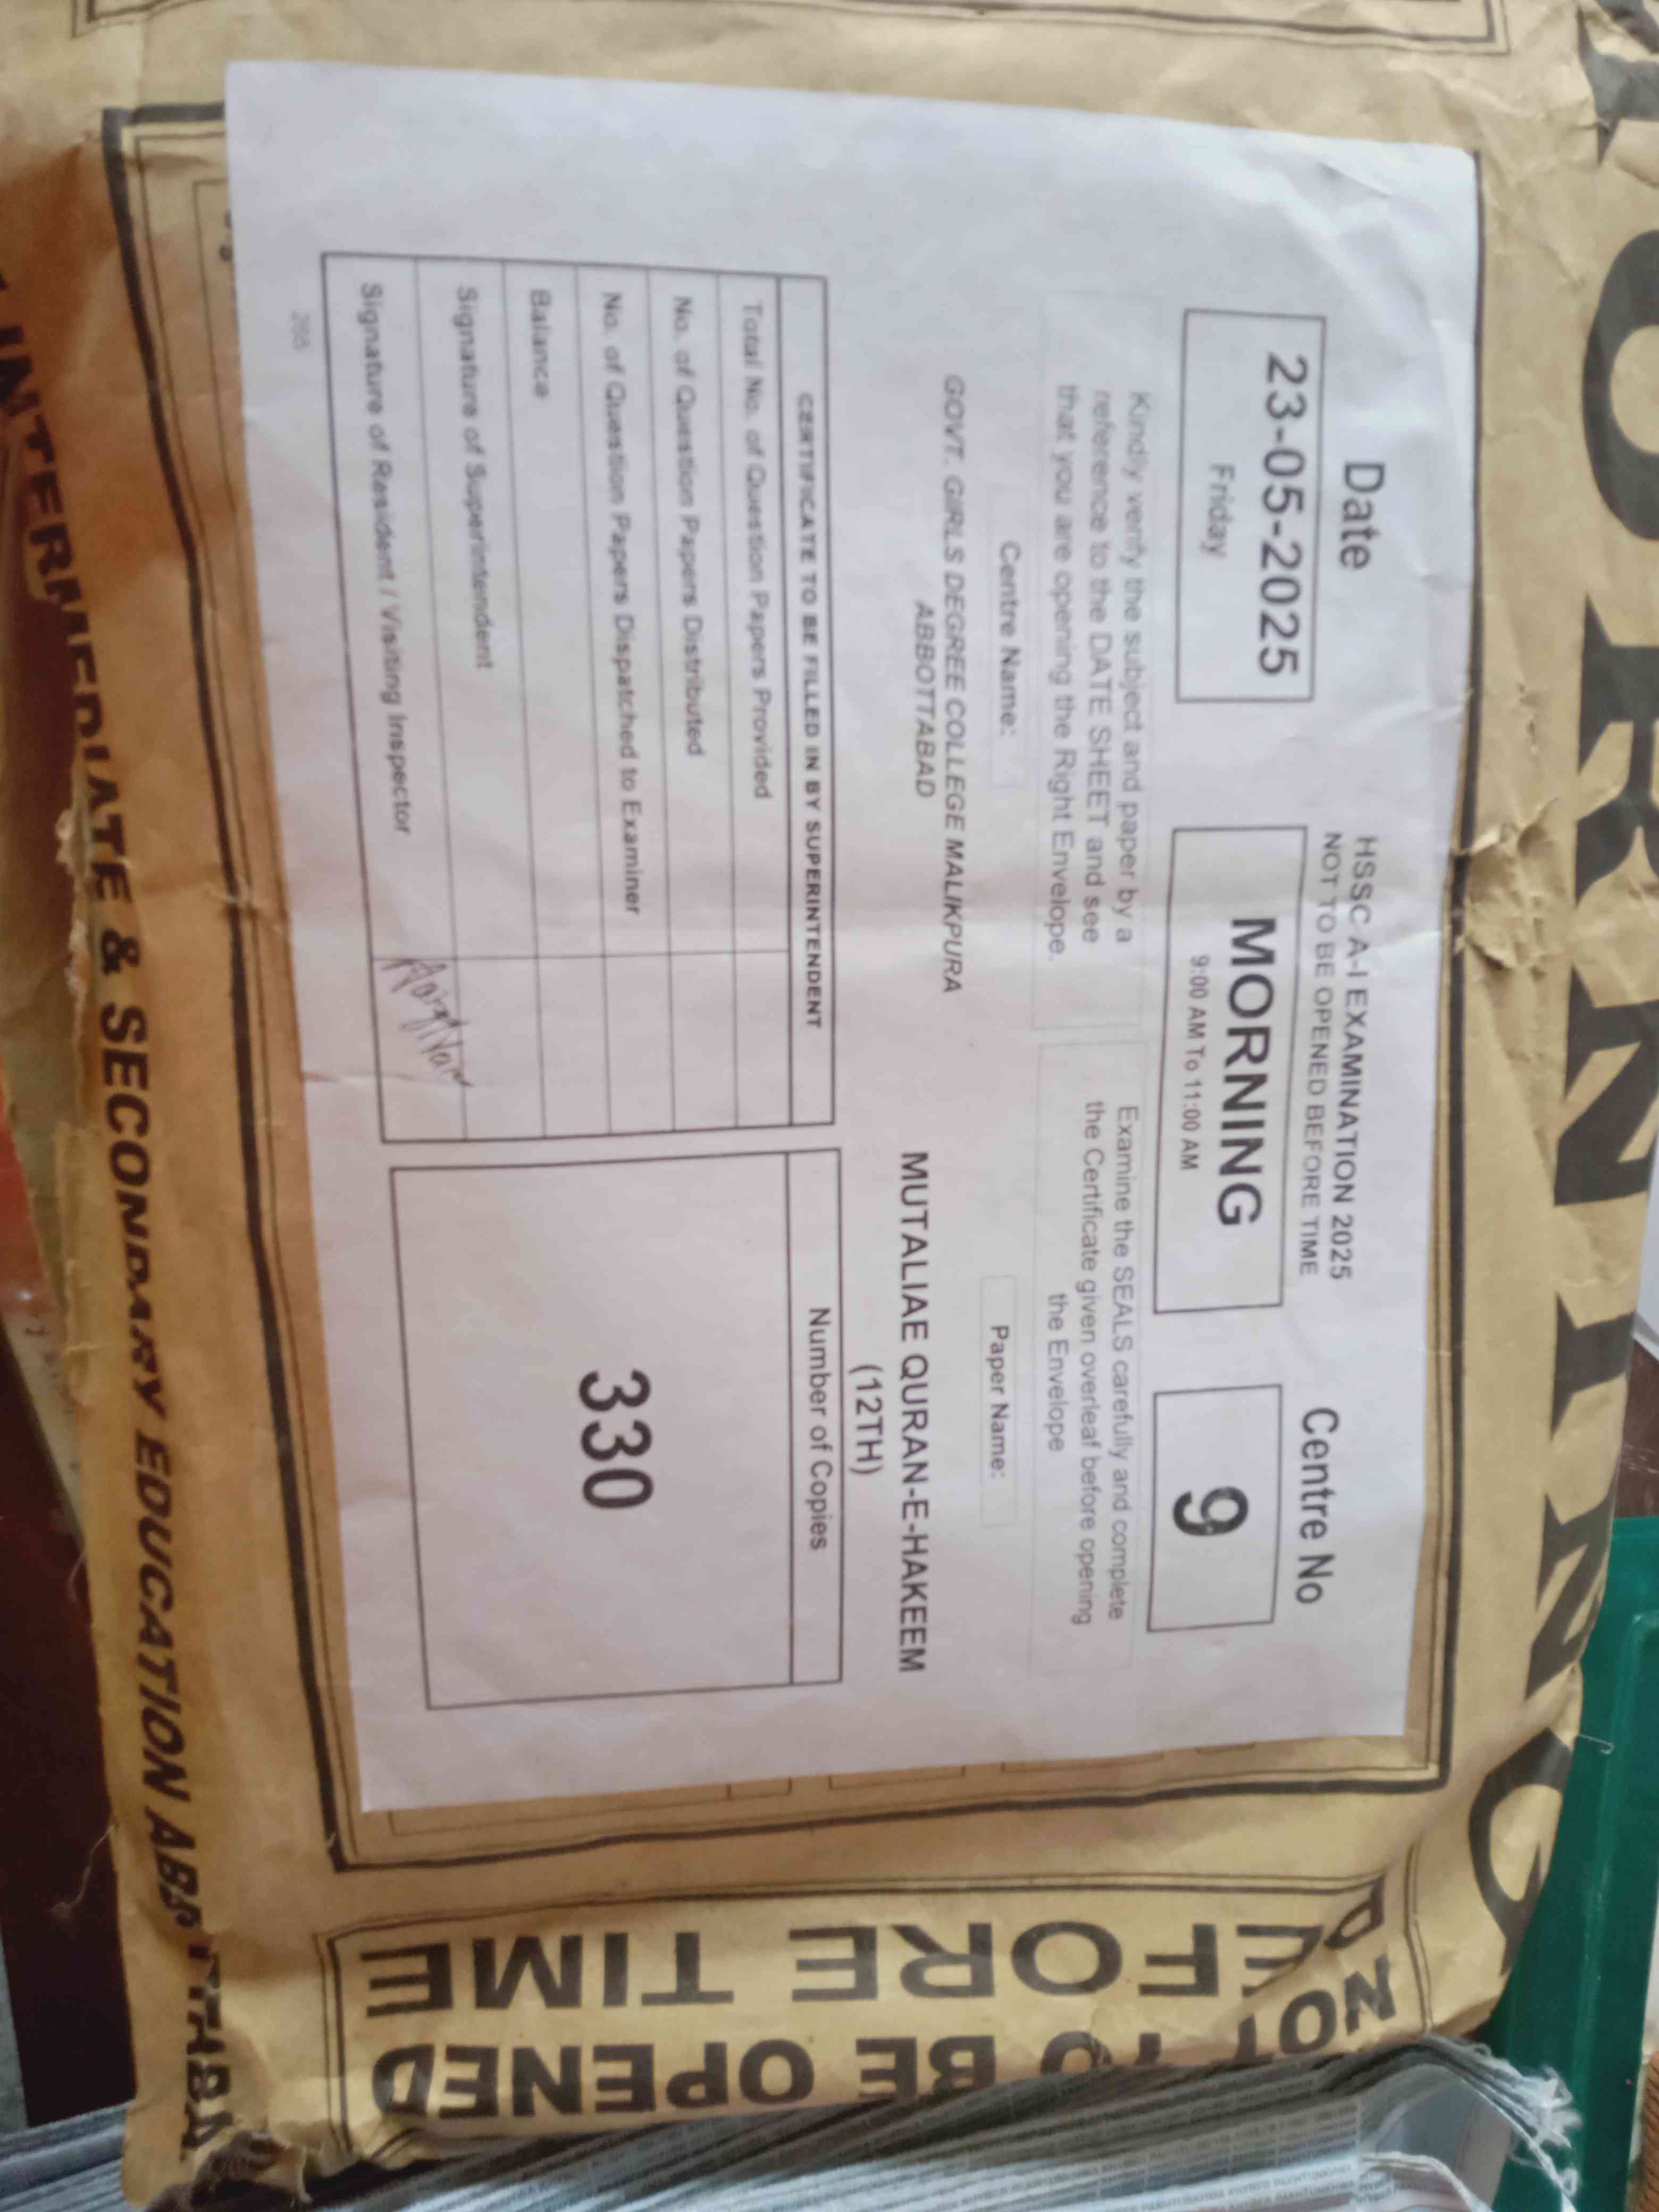 MORNING
Date
23-05-2025
Friday
HSSC A-I EXAMINATION 2025
NOT TO BE OPENED BEFORE TIME
MORNING
9:00 AM To 11:00 AM
Centre No
9
Kindly verify the subject and paper by a
reference to the DATE SHEET and see
that you are opening the Right Envelope.
Examine the SEALS carefully and complete
the Certificate given overleaf before opening
the Envelope
Centre Name:
GOVT. GIRLS DEGREE COLLEGE MALIKPURA
ABBOTTABAD
Paper Name:
MUTALIAE QURAN-E-HAKEEM
(12TH)
CERTIFICATE TO BE FILLED IN BY SUPERINTENDENT
Total No. of Question Papers Provided
No. of Question Papers Distributed
No. of Question Papers Dispatched to Examiner
Balance
Signature of Superintendent
Signature of Resident / Visiting Inspector
Number of Copies
330
INTERMEDIATE & SECONDARY EDUCATION
NOT TO BE OPENED
BEFORE TIME